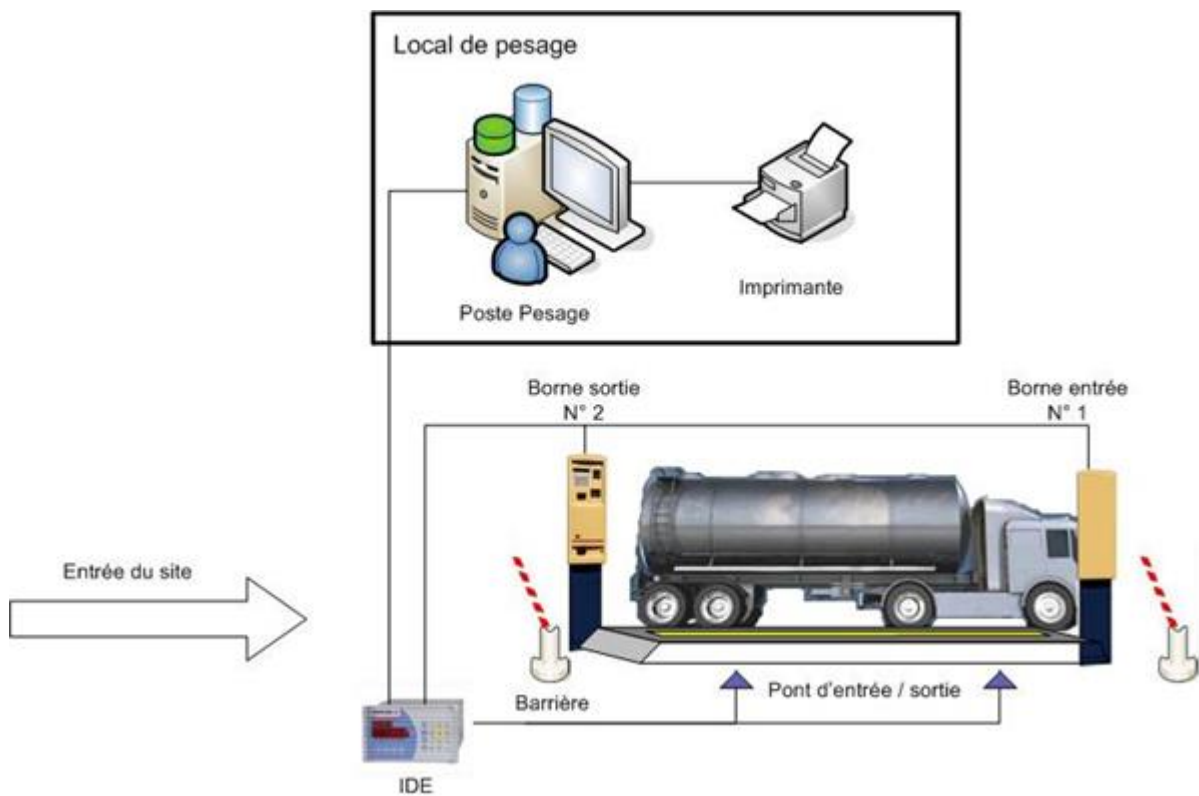 Local de pesage
Imprimante
Poste Pesage
Borne sortie
N° 2
Borne entrée
N° 1
Entrée du site
Barrière
Pont d'entrée / sortie
IDE